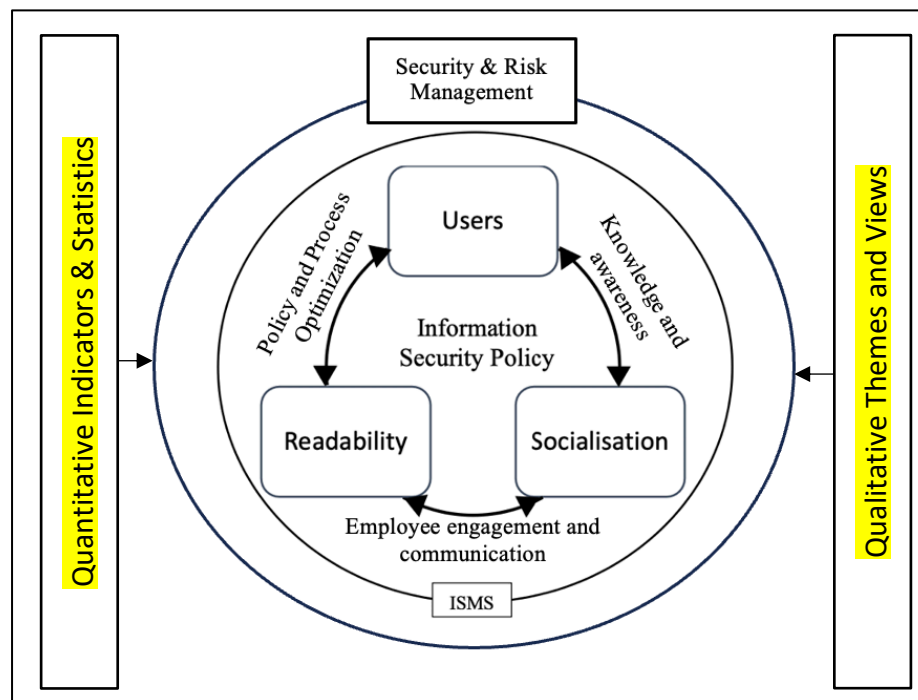 Quantitative Indicators & Statistics
Security & Risk
Management
Users
Policy and Process
Optimization
Knowledge and
awareness
Information
Security Policy
Readability
Socialisation
Employee engagement and
communication
ISMS
Qualitative Themes and Views